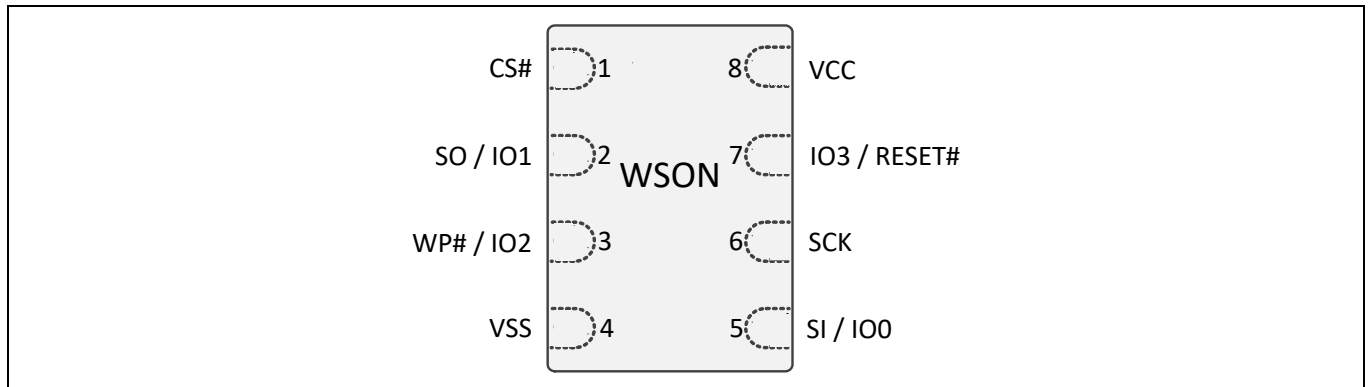 CS# 1 8 VCC
SO / IO1 2 7 IO3 / RESET#
WSON
WP# / IO2 3 6 SCK
VSS 4 5 SI / IO0